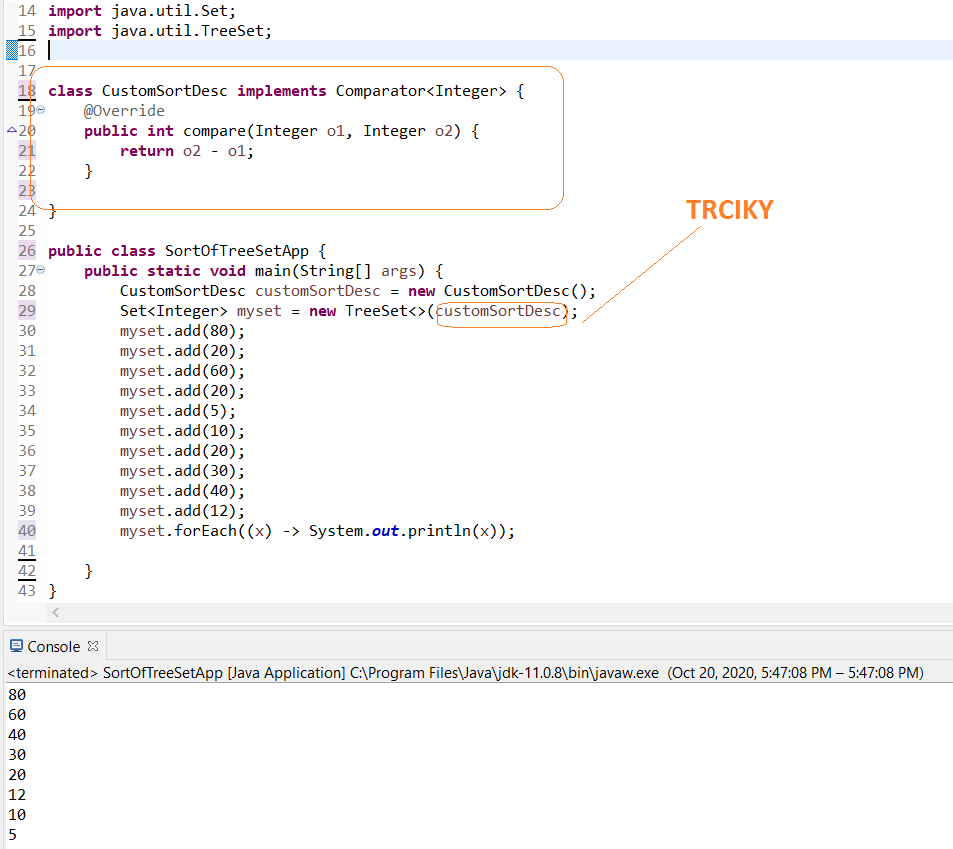 14 import java.util.Set;
15 import java.util.TreeSet;
16
17
18 class CustomSortDesc implements Comparator<Integer> {
19     @Override
20     public int compare(Integer o1, Integer o2) {
21         return o2 - o1;
22     }
23
24 }
TRCIKY
25
26 public class SortOfTreeSetApp {
27     public static void main(String[] args) {
28         CustomSortDesc customSortDesc = new CustomSortDesc();
29         Set<Integer> myset = new TreeSet<>(customSortDesc);
30         myset.add(80);
31         myset.add(20);
32         myset.add(60);
33         myset.add(20);
34         myset.add(5);
35         myset.add(10);
36         myset.add(20);
37         myset.add(30);
38         myset.add(40);
39         myset.add(12);
40         myset.forEach((x) -> System.out.println(x));
41
42     }
43 }
Console
<terminated> SortOfTreeSetApp [Java Application] C:\Program Files\Java\jdk-11.0.8\bin\javaw.exe (Oct 20, 2020, 5:47:08 PM – 5:47:08 PM)
80
60
40
30
20
12
10
5